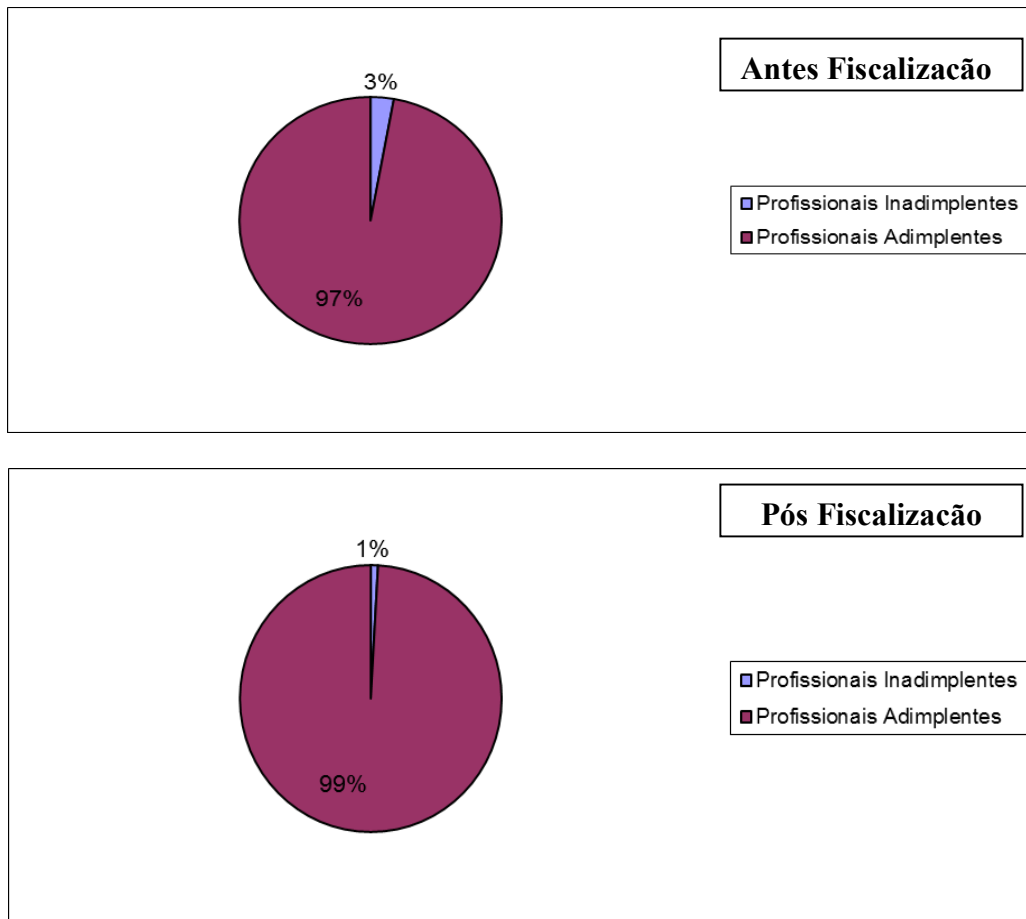 Antes Fiscalizacão
3%
Profissionais Inadimplentes
Profissionais Adimplentes
97%
Pós Fiscalizacão
1%
Profissionais Inadimplentes
Profissionais Adimplentes
99%